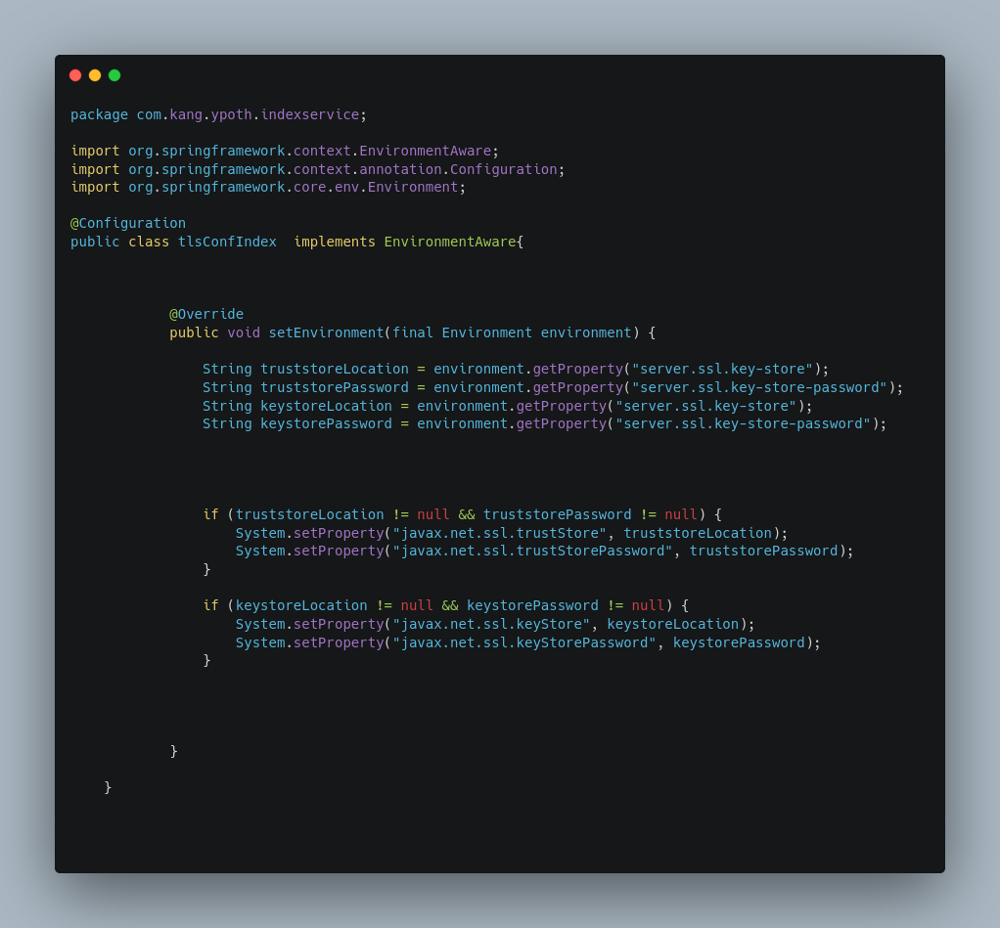 package com.kang.ypoth.indexservice;
import org.springframework.context.EnvironmentAware;
import org.springframework.context.annotation.Configuration;
import org.springframework.core.env.Environment;
@Configuration
public class tlsConfIndex  implements EnvironmentAware{
@Override
public void setEnvironment(final Environment environment) {
String truststoreLocation = environment.getProperty("server.ssl.key-store");
String truststorePassword = environment.getProperty("server.ssl.key-store-password");
String keystoreLocation = environment.getProperty("server.ssl.key-store");
String keystorePassword = environment.getProperty("server.ssl.key-store-password");
if (truststoreLocation != null && truststorePassword != null) {
System.setProperty("javax.net.ssl.trustStore", truststoreLocation);
System.setProperty("javax.net.ssl.trustStorePassword", truststorePassword);
}
if (keystoreLocation != null && keystorePassword != null) {
System.setProperty("javax.net.ssl.keyStore", keystoreLocation);
System.setProperty("javax.net.ssl.keyStorePassword", keystorePassword);
}
}
}